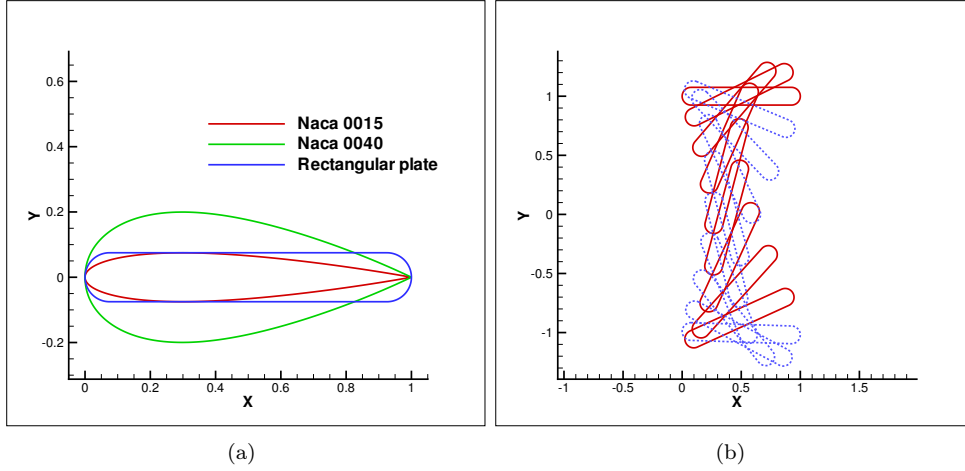 0.6
Naca 0015
0.4
Naca 0040
Rectangular plate
Y
0.2
0
-0.2
0 0.2 0.4 0.6 0.8 1
X
(a)
1
0.5
Y
0
-0.5
-1
-1 -0.5 0 0.5 1 1.5
X
(b)